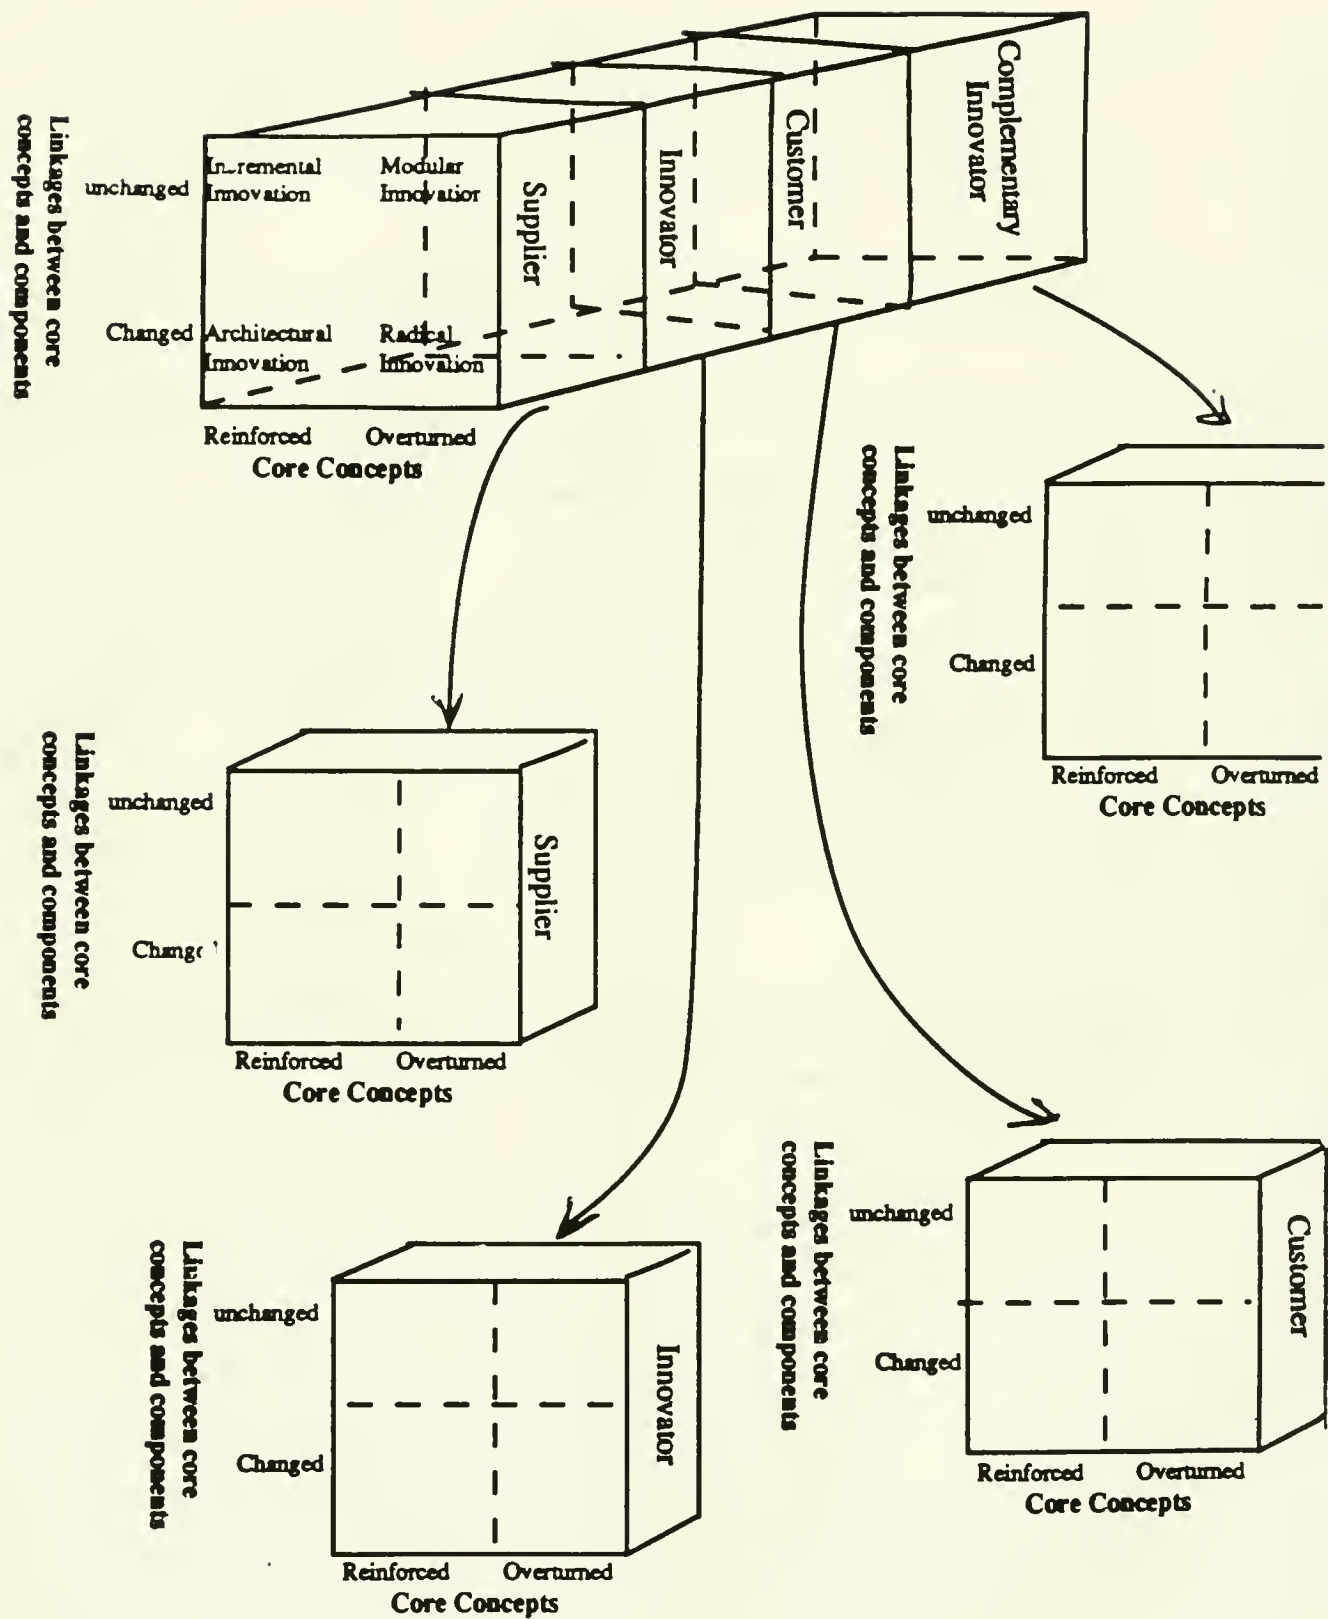 Linkages between core
concepts and components
unchanged
Changed
Incremental
Innovation
Modular
Innovatior
Architectural
Innovation
Radical
Innovation
Supplier
Innovator
Customer
Complementary
Innovator
Reinforced Overturned
Core Concepts
Linkages between core
concepts and components
unchanged
Changed
Reinforced Overturned
Core Concepts
Linkages between core
concepts and components
unchanged
Supplier
Reinforced Overturned
Core Concepts
Linkages between core
concepts and components
unchanged
Changed
Customer
Reinforced Overturned
Core Concepts
Linkages between core
concepts and components
unchanged
Changed
Innovator
Reinforced Overturned
Core Concepts